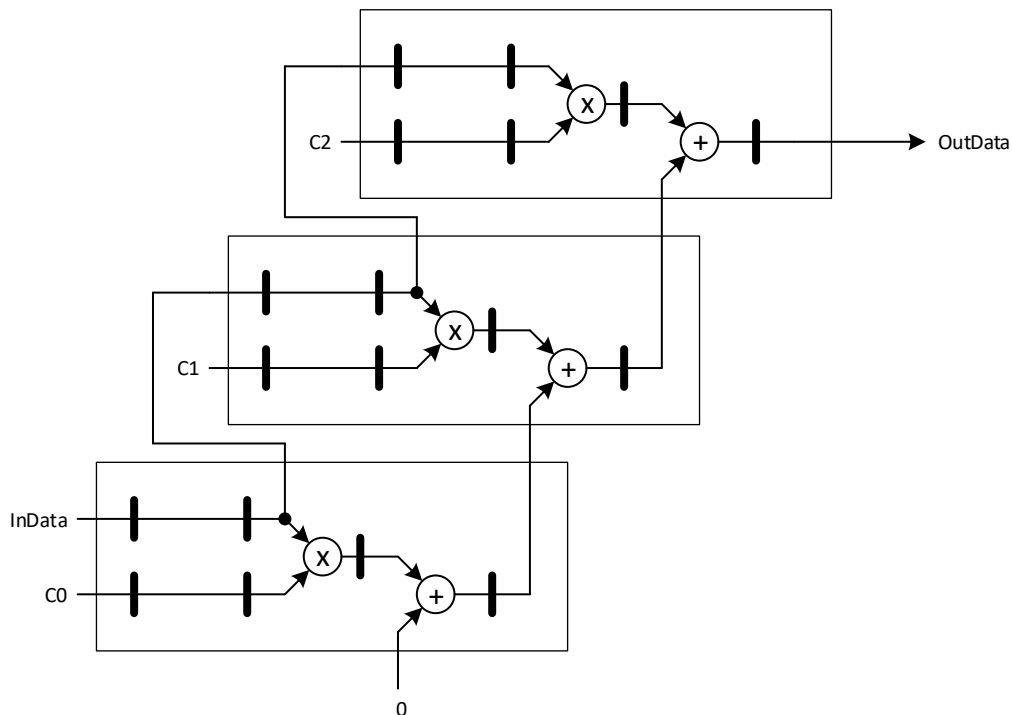 x
C2
+
OutData
x
C1
+
InData
x
C0
+
0